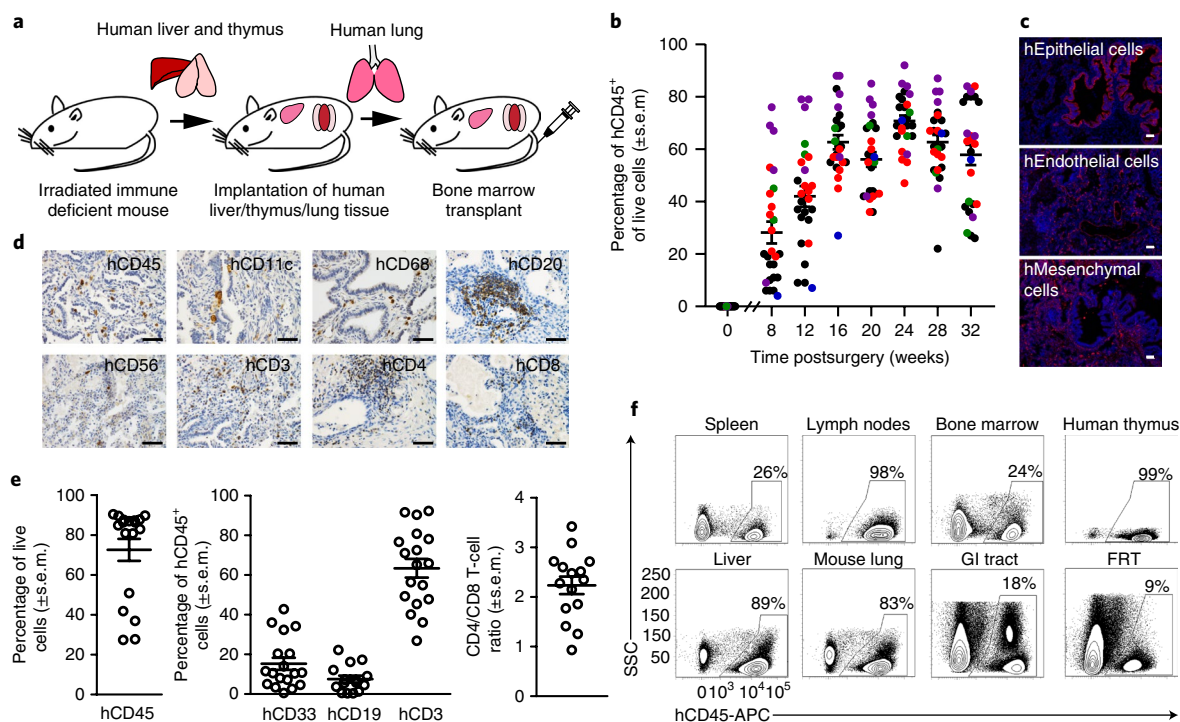 a
Human liver and thymus
Human lung
Irradiated immune
deficient mouse
Implantation of human
liver/thymus/lung tissue
Bone marrow
transplant
b
Percentage of hCD45+
of live cells (±s.e.m)
100
80
60
40
20
0
0 8 12 16 20 24 28 32
Time postsurgery (weeks)
c
hEpithelial cells
hEndothelial cells
hMesenchymal
cells
d
hCD45 hCD11c hCD68 hCD20
hCD56 hCD3 hCD4 hCD8
e
Percentage of live
cells (±s.e.m.)
100
80
60
40
20
0
hCD45
Percentage of hCD45+
cells (±s.e.m.)
100
80
60
40
20
0
hCD33 hCD19 hCD3
CD4/CD8 T-cell
ratio (±s.e.m.)
4
3
2
1
0
f
Spleen Lymph nodes Bone marrow Human thymus
26% 98% 24% 99%
Liver Mouse lung GI tract FRT
89% 83% 18% 9%
250
200
150
100
50
SSC
0 10³ 10⁴ 10⁵
hCD45-APC